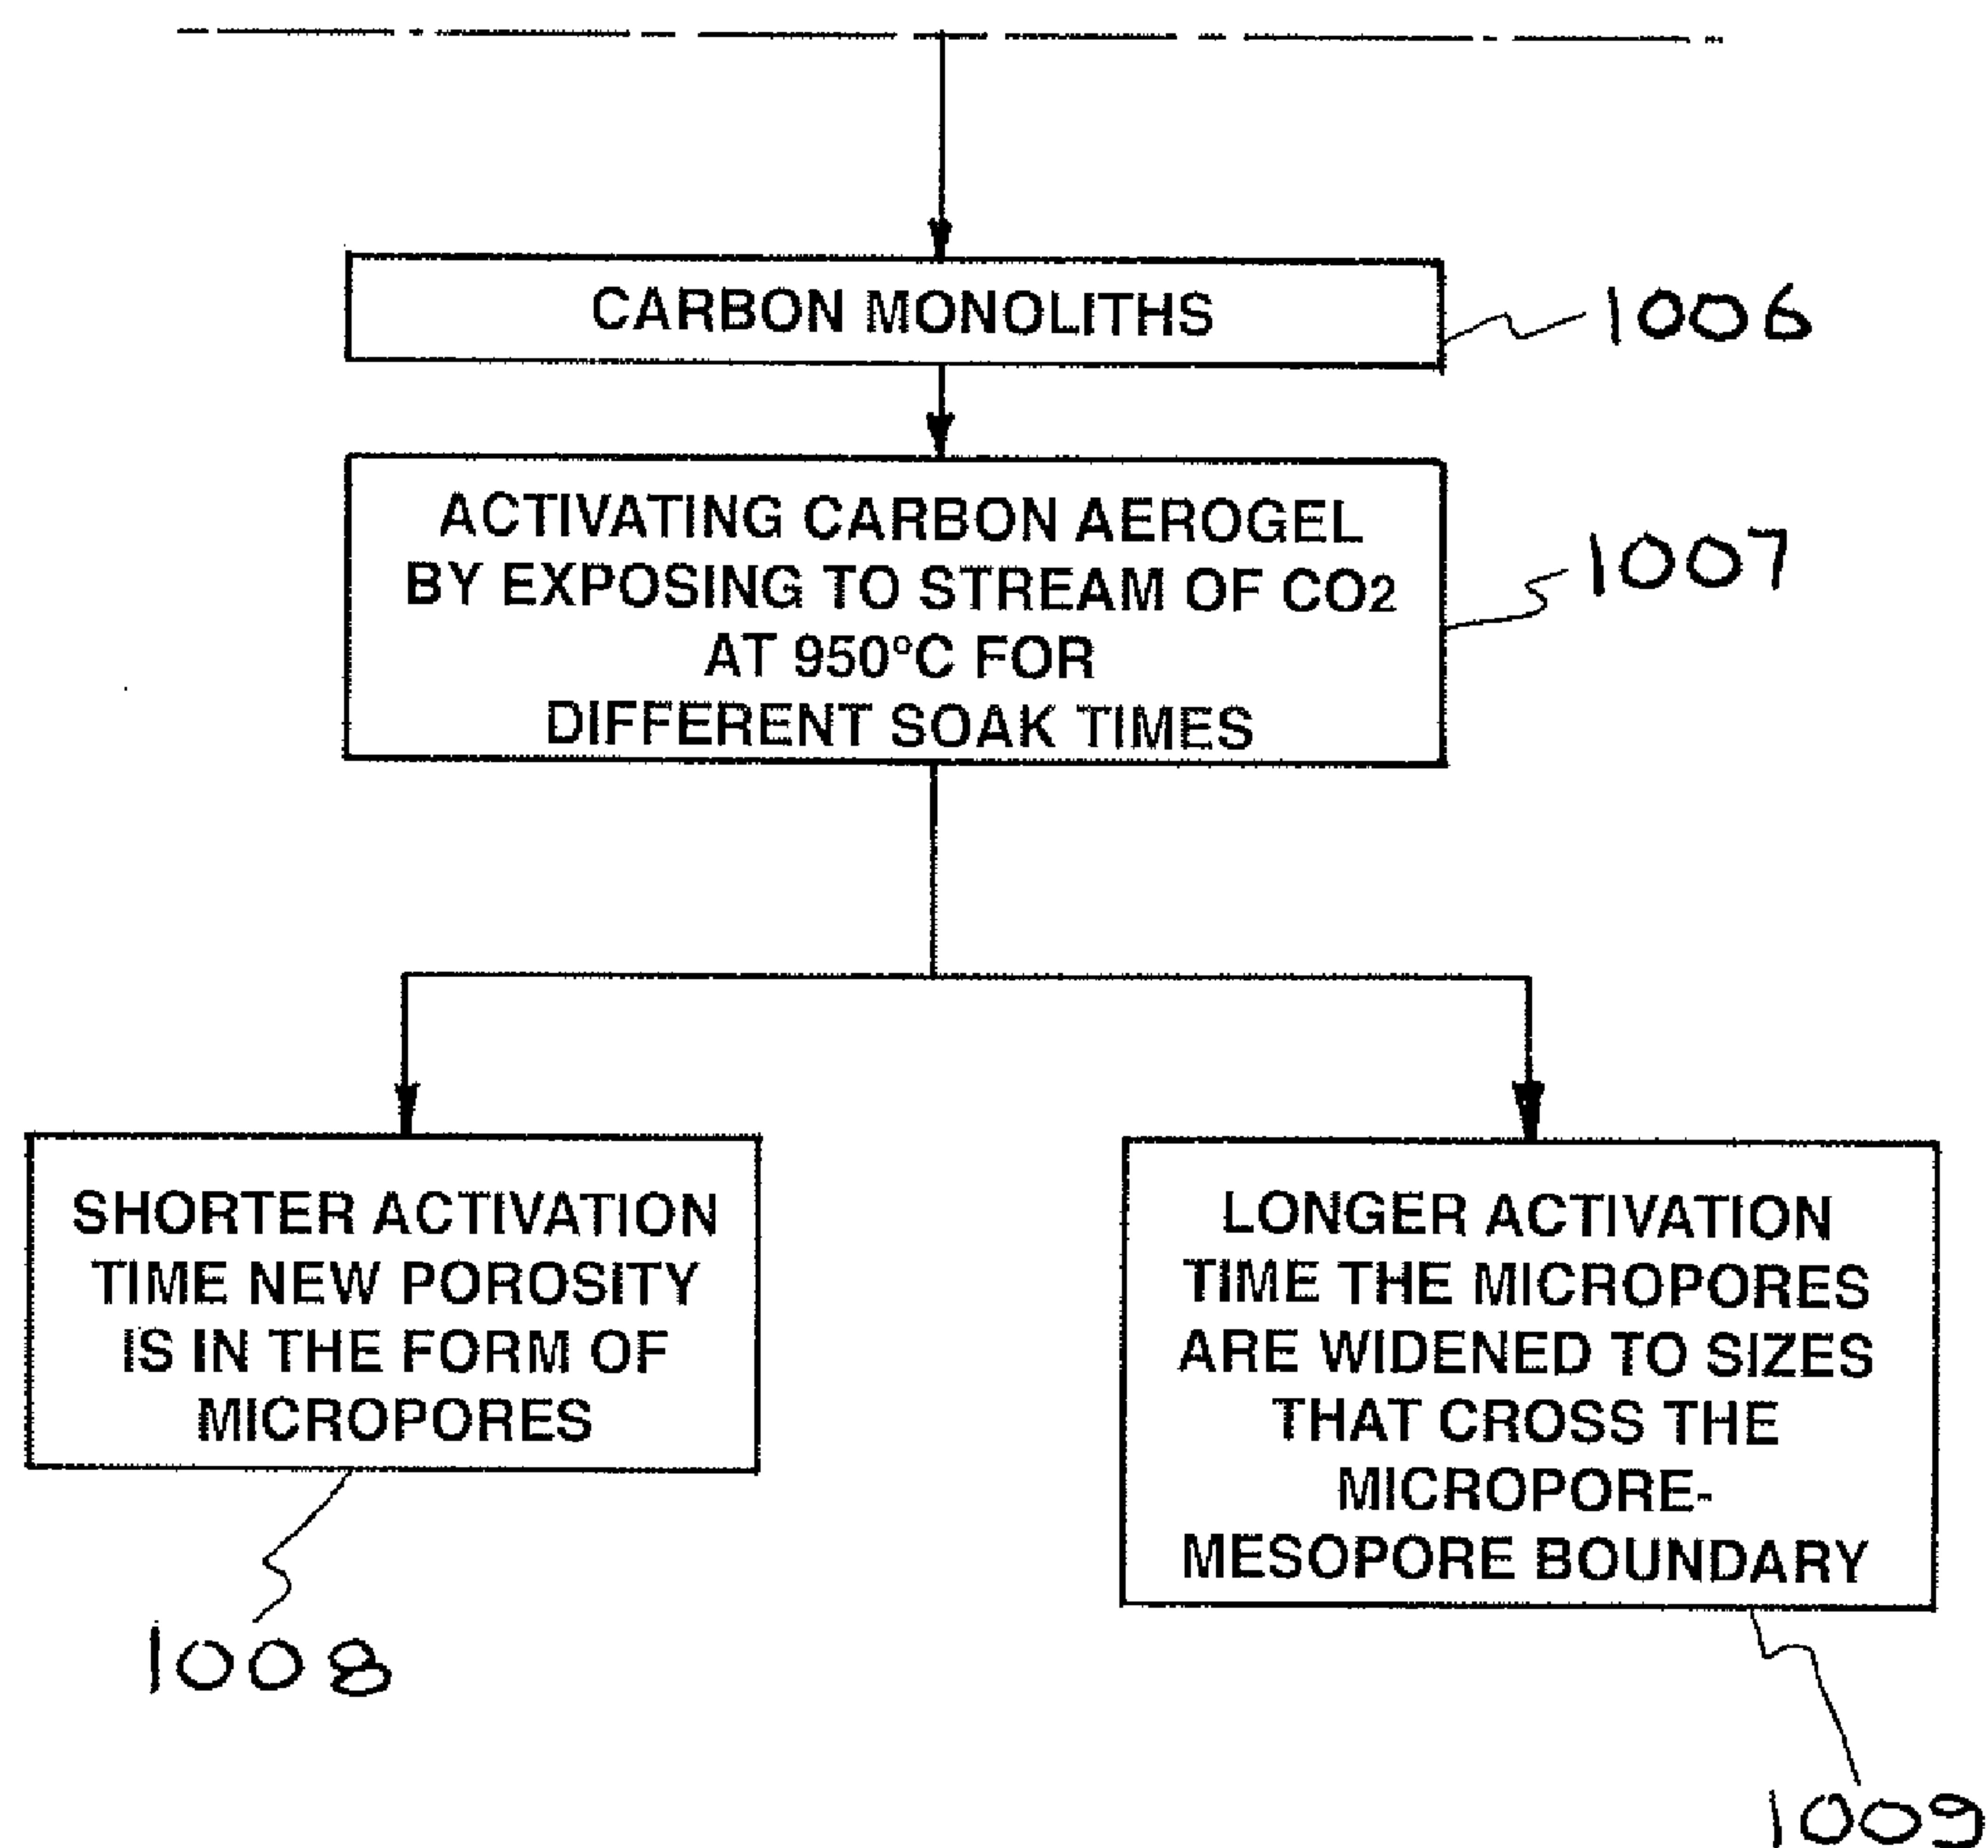 CARBON MONOLITHS
1006
ACTIVATING CARBON AEROGEL
BY EXPOSING TO STREAM OF CO2
AT 950°C FOR
DIFFERENT SOAK TIMES
1007
SHORTER ACTIVATION
TIME NEW POROSITY
IS IN THE FORM OF
MICROPORES
1008
LONGER ACTIVATION
TIME THE MICROPORES
ARE WIDENED TO SIZES
THAT CROSS THE
MICROPORE-
MESOPORE BOUNDARY
1009